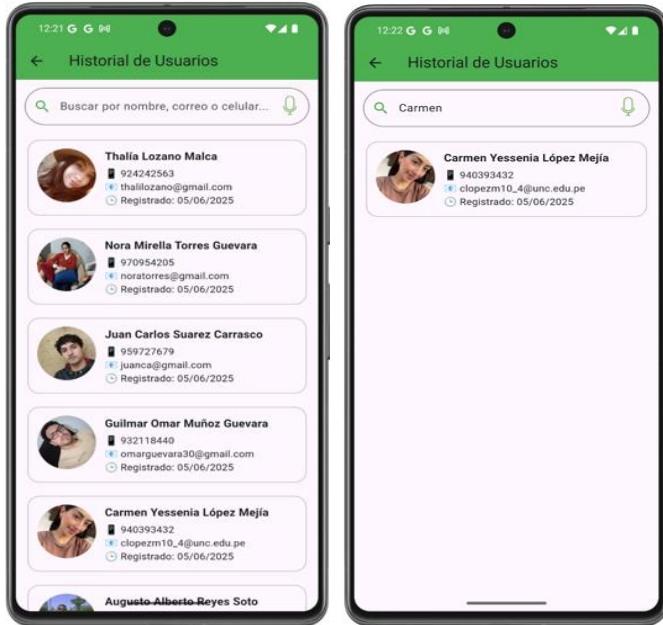 12:21 G G
Historial de Usuarios
Buscar por nombre, correo o celular...
Thalía Lozano Malca
924242563
thalilozano@gmail.com
Registrado: 05/06/2025
Nora Mirella Torres Guevara
970954205
noratorres@gmail.com
Registrado: 05/06/2025
Juan Carlos Suarez Carrasco
959727679
juanca@gmail.com
Registrado: 05/06/2025
Guilmar Omar Muñoz Guevara
932118440
omarguevara30@gmail.com
Registrado: 05/06/2025
Carmen Yessenia López Mejía
940393432
clopezm10_4@unc.edu.pe
Registrado: 05/06/2025
Augusto Alberto Reyes Soto
12:22 G G
Historial de Usuarios
Carmen
Carmen Yessenia López Mejía
940393432
clopezm10_4@unc.edu.pe
Registrado: 05/06/2025